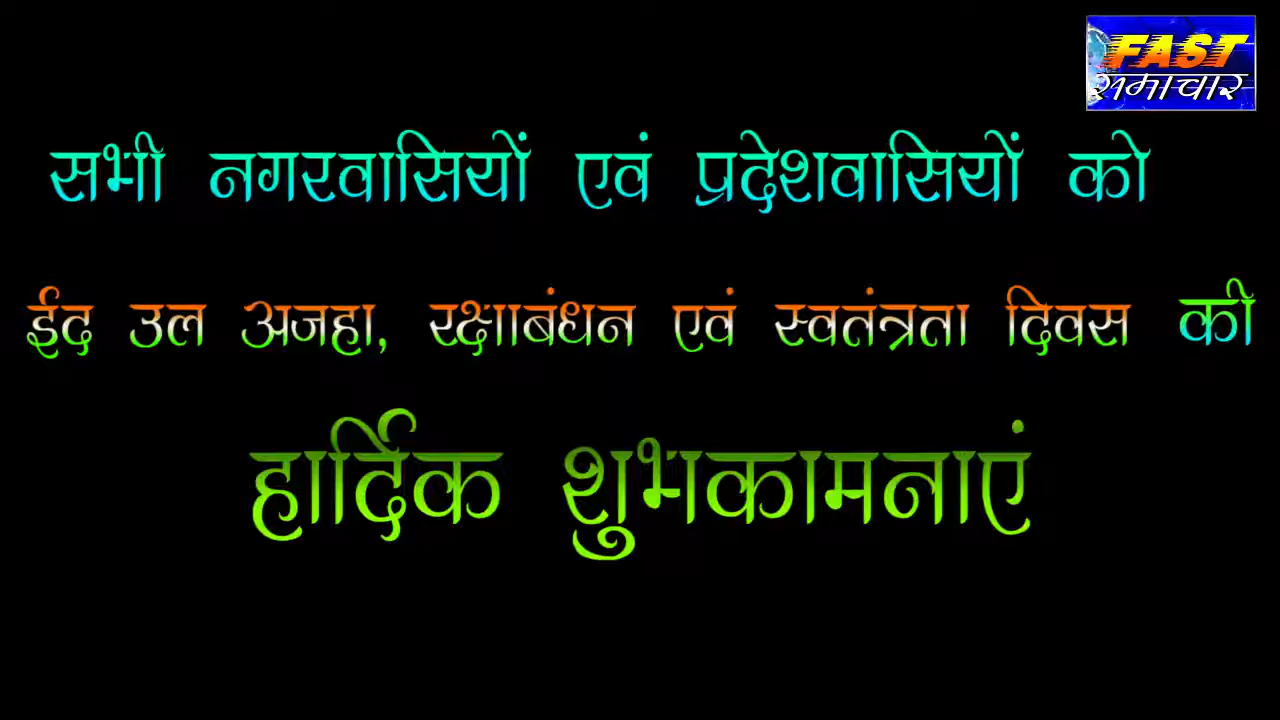 FAST
समाचार
सभी नगरवासियों एवं प्रदेशवासियों को
ईद उल अजहा, रक्षाबंधन एवं स्वतंत्रता दिवस की
हार्दिक शुभकामनाएं